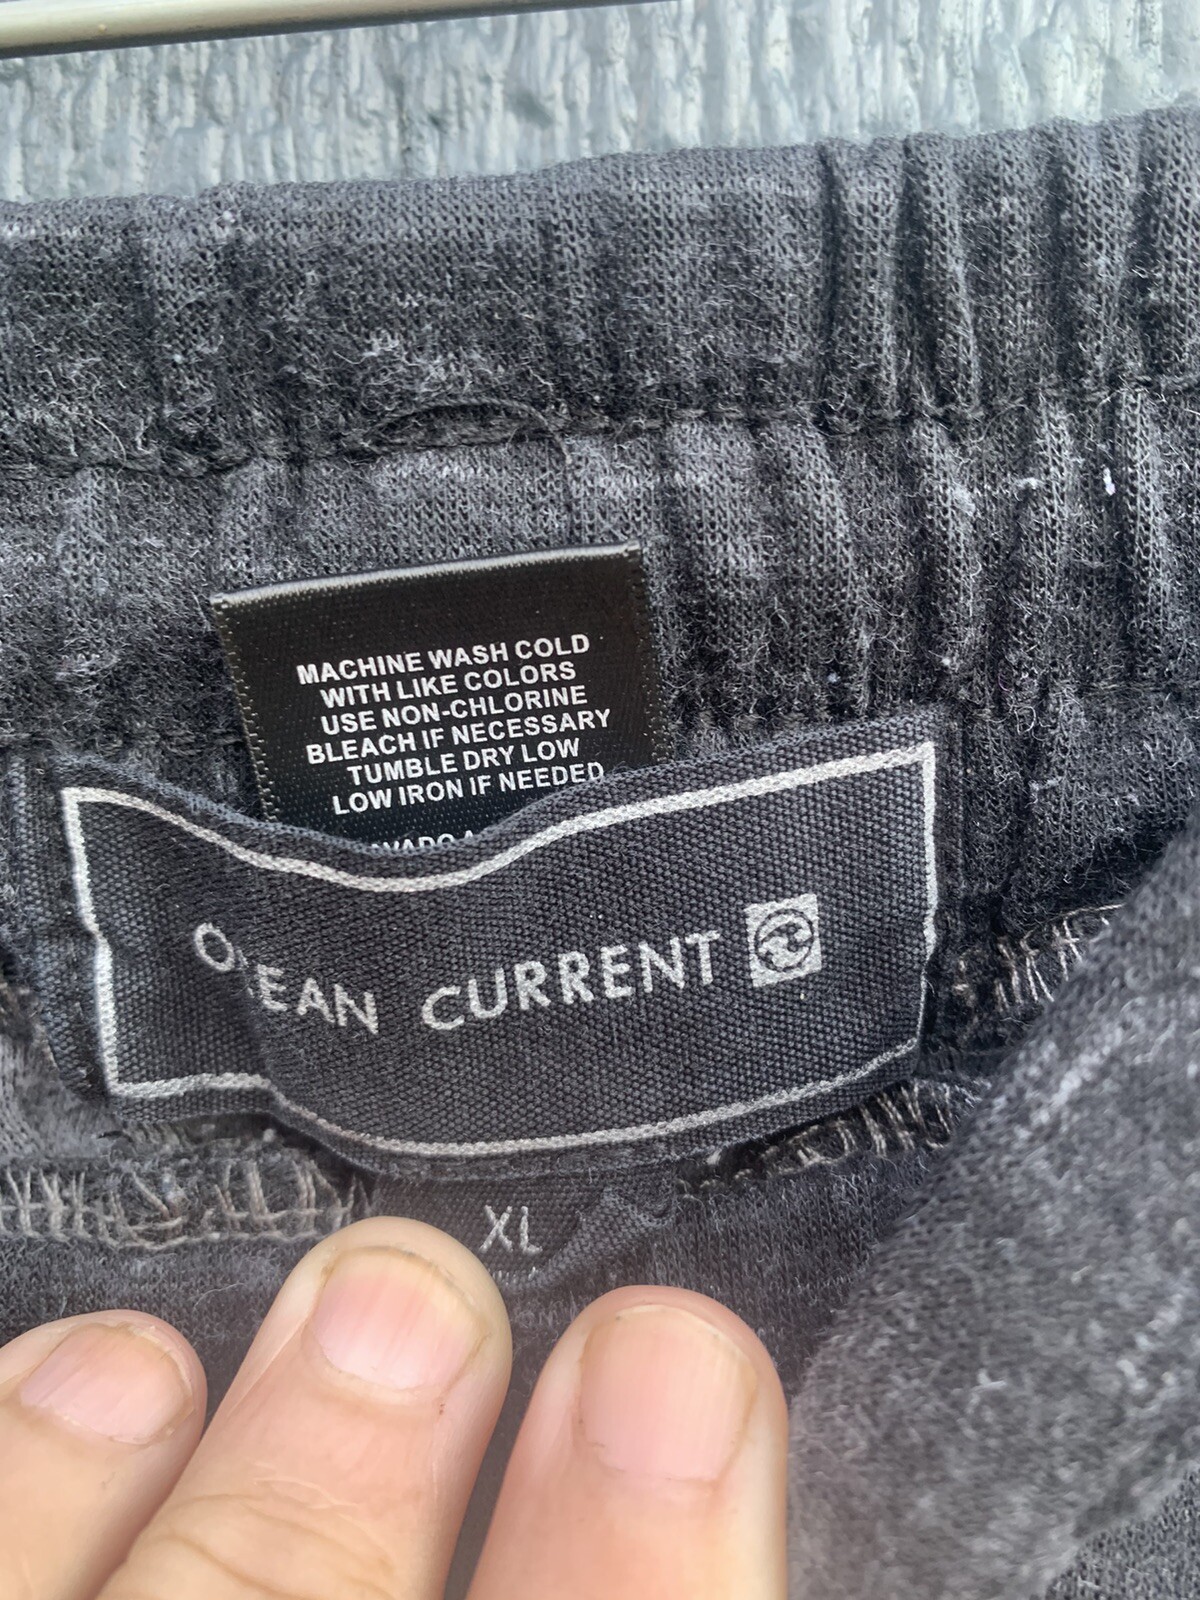 MACHINE WASH COLD
WITH LIKE COLORS
USE NON-CHLORINE
BLEACH IF NECESSARY
TUMBLE DRY LOW
LOW IRON IF NEEDED
OCEAN CURRENT
XL